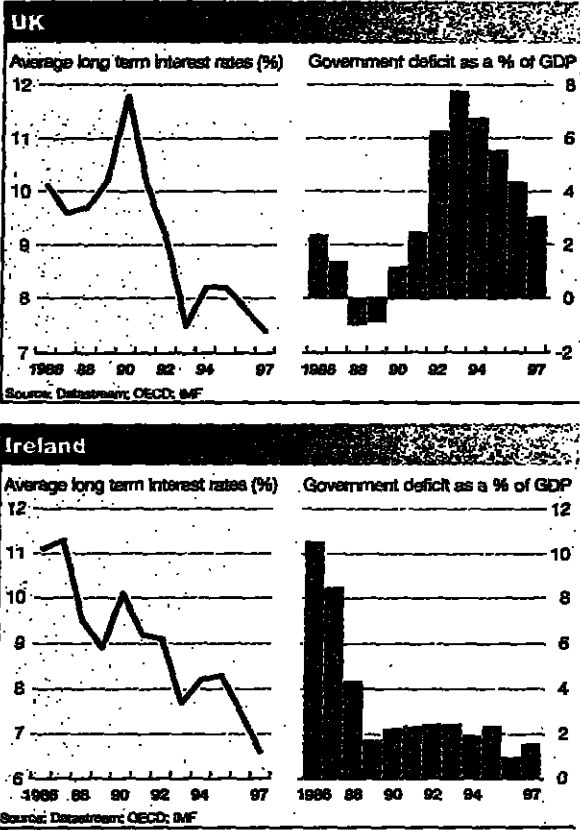 UK
Average long term interest rates (%) Government deficit as a % of GDP
12 8
11 6
10 4
9 2
8 0
7 -2
1986 88 90 92 94 97 1986 88 90 92 94 97
Source: Datastream; OECD; IMF
Ireland
Average long term interest rates (%) Government deficit as a % of GDP
12 12
11 10
10 8
9 6
8 4
7 2
6 0
1986 88 90 92 94 97 1986 88 90 92 94 97
Source: Datastream; OECD; IMF